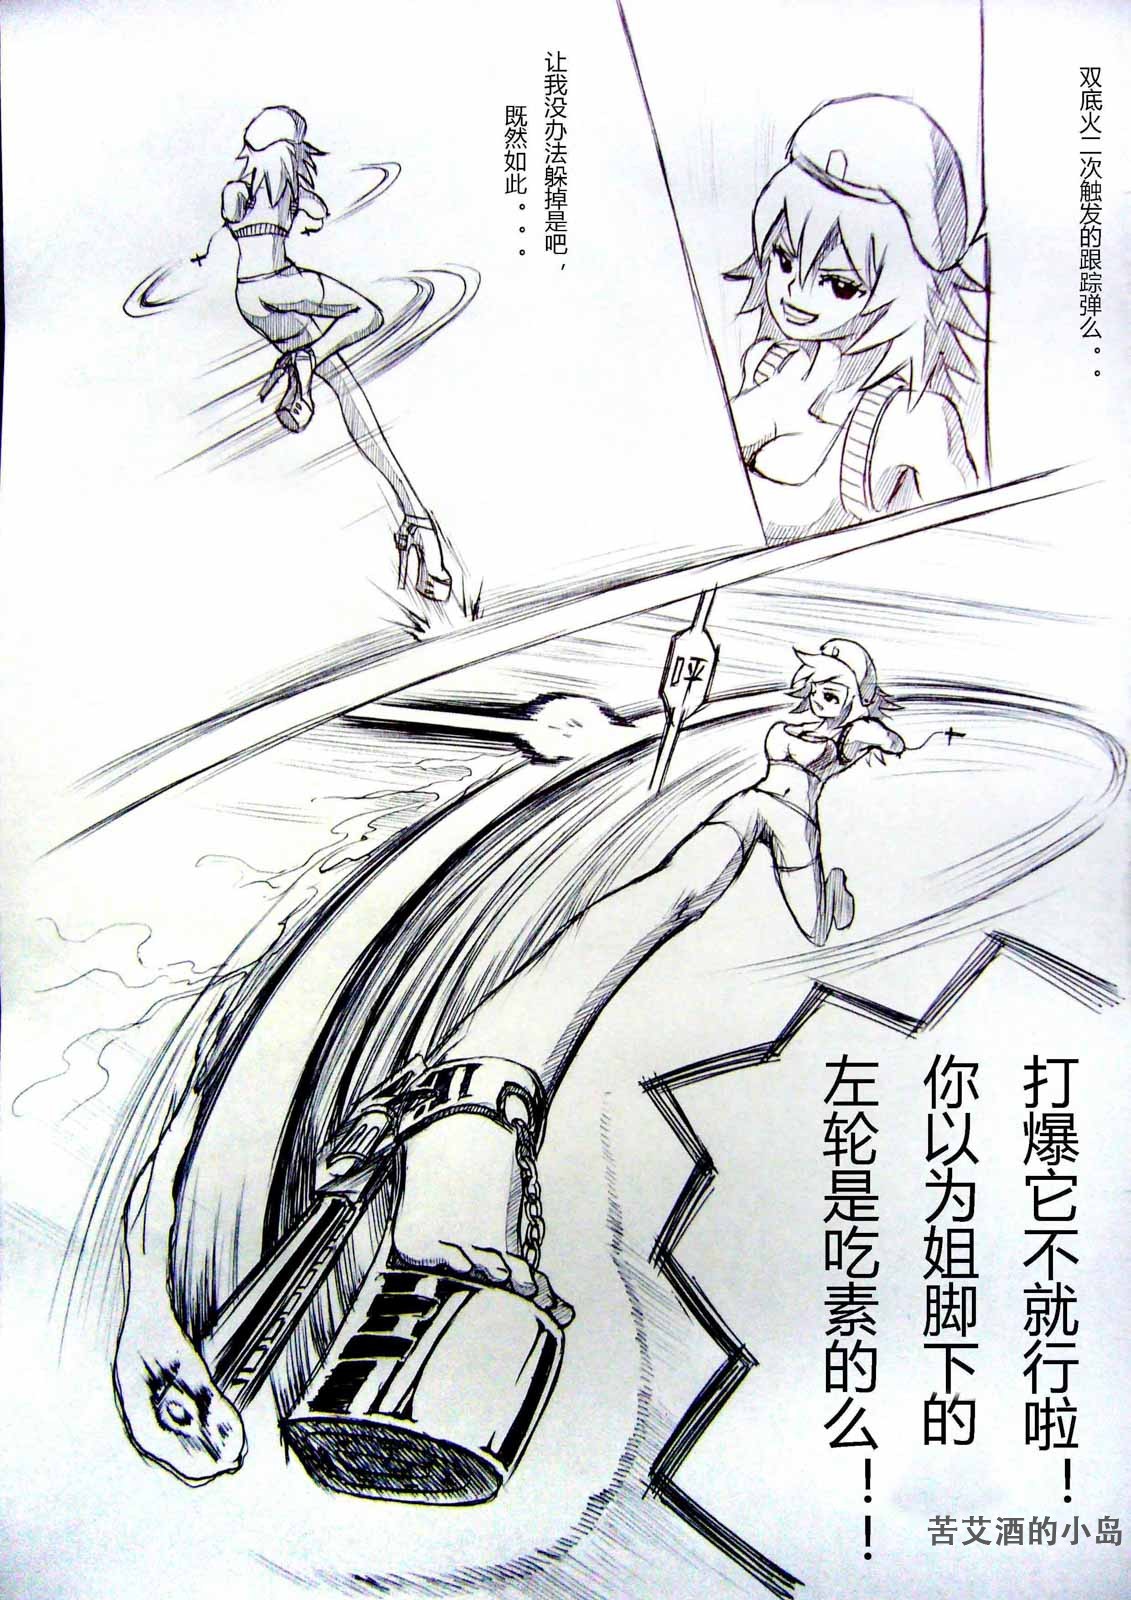 双底火二次触发的跟踪弹么。。
让我没办法躲掉是吧，
既然如此。。。
呯
打爆它不就行啦！
你以为姐脚下的
左轮是吃素的么！！
苦艾酒的小岛